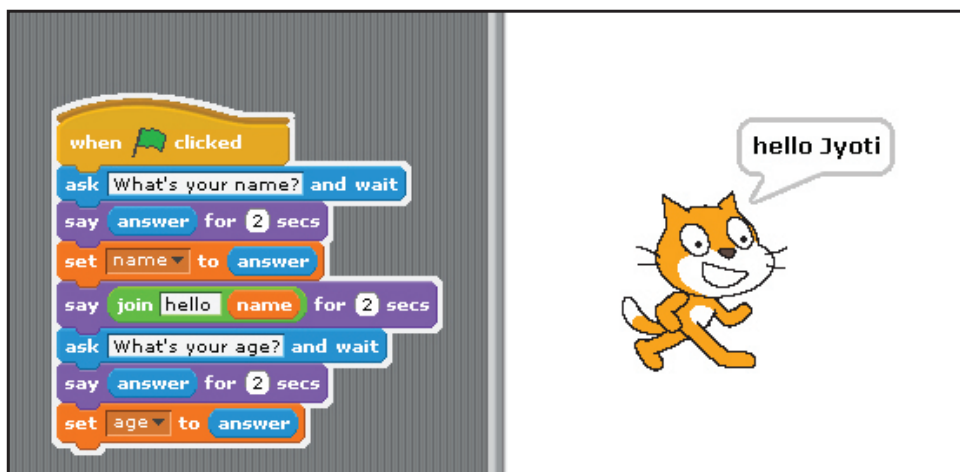 when clicked
ask What's your name? and wait
say answer for 2 secs
set name to answer
say join hello name for 2 secs
ask What's your age? and wait
say answer for 2 secs
set age to answer
hello Jyoti